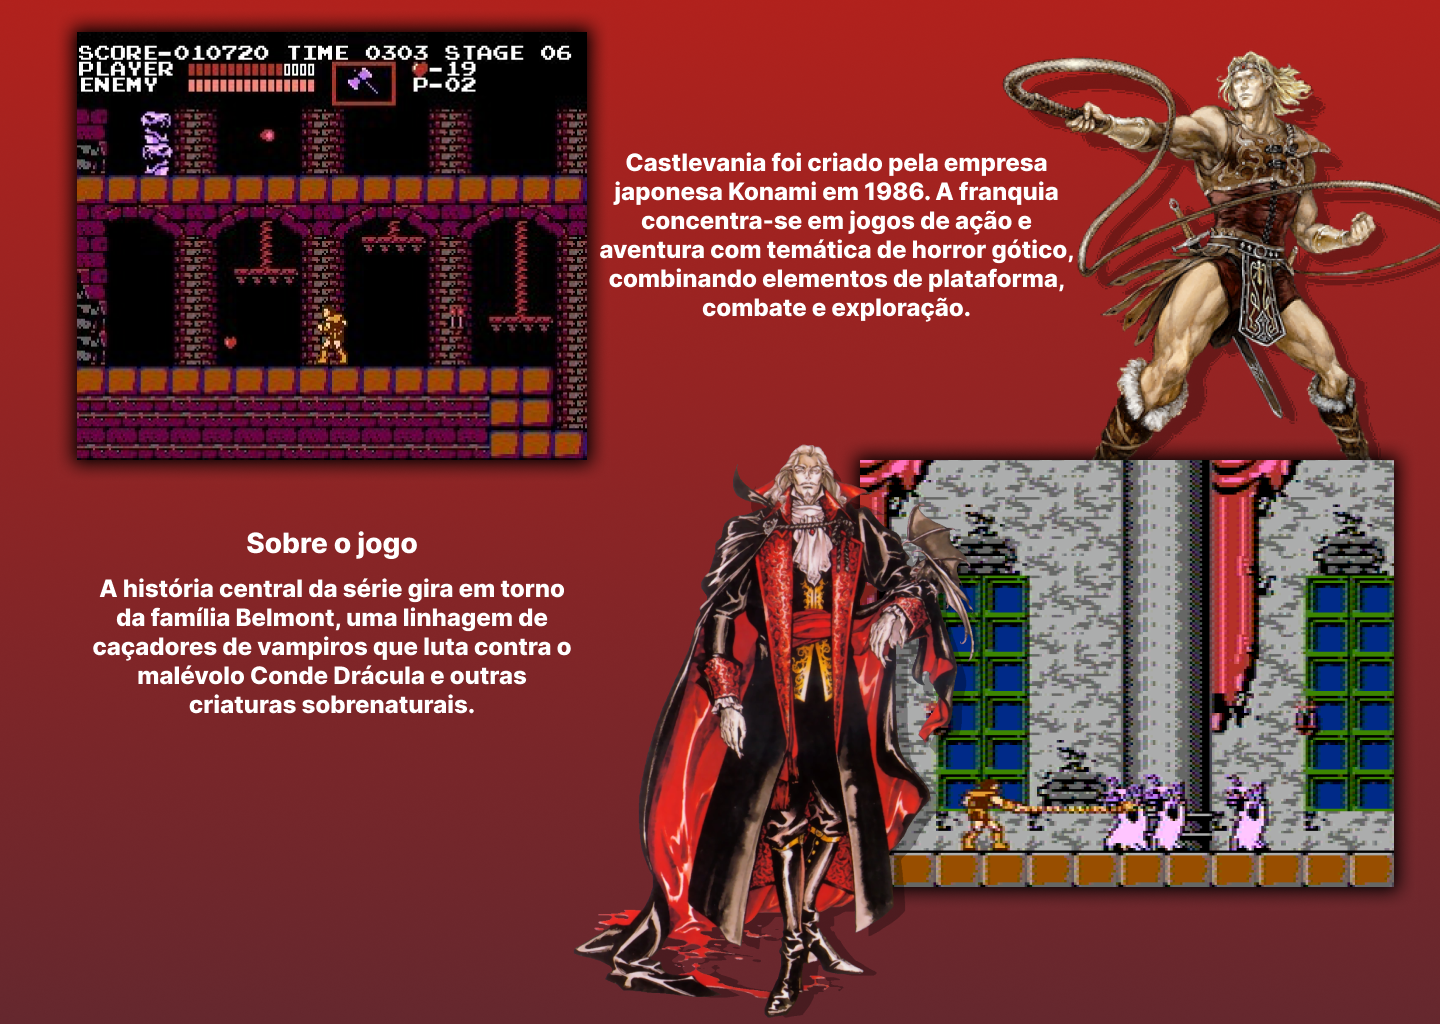 SCORE-010720 TIME 0303 STAGE 06
PLAYER -19
ENEMY P-02
Castlevania foi criado pela empresa
japonesa Konami em 1986. A franquia
concentra-se em jogos de ação e
aventura com temática de horror gótico,
combinando elementos de plataforma,
combate e exploração.
Sobre o jogo
A história central da série gira em torno
da família Belmont, uma linhagem de
caçadores de vampiros que luta contra o
malévolo Conde Drácula e outras
criaturas sobrenaturais.